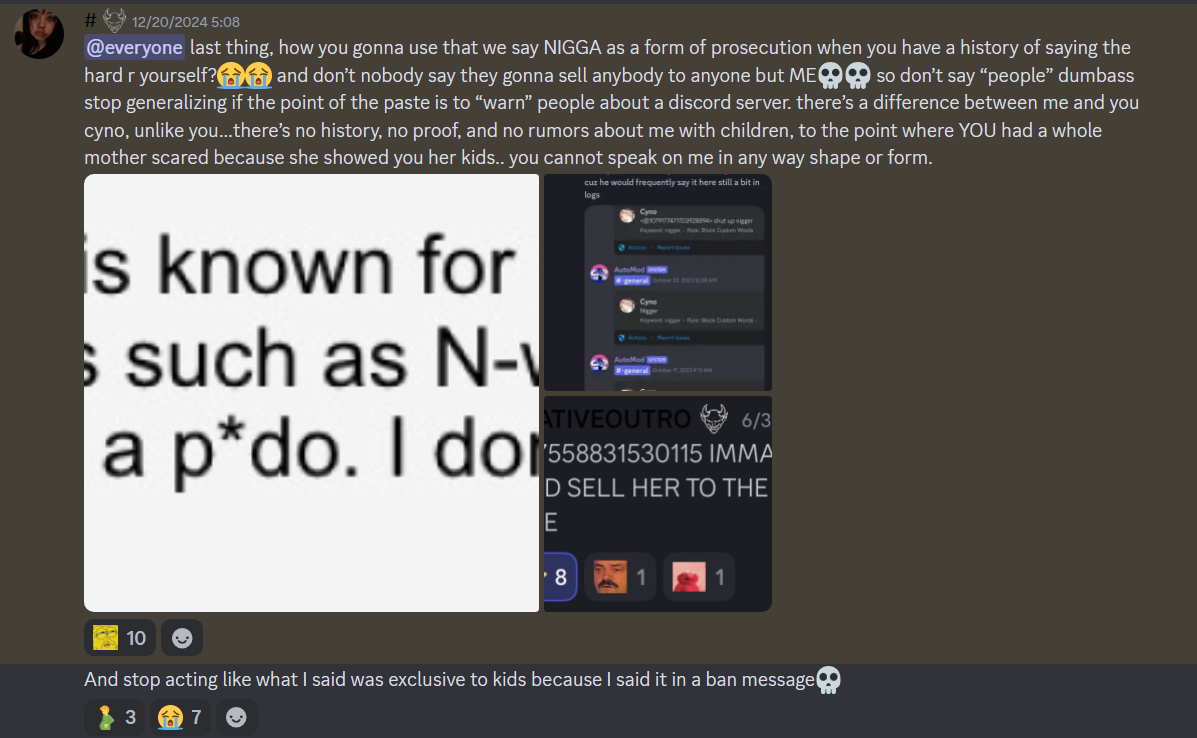 # 12/20/2024 5:08
@everyone last thing, how you gonna use that we say NIGGA as a form of prosecution when you have a history of saying the
hard r yourself?😭😭 and don't nobody say they gonna sell anybody to anyone but ME💀💀 so don't say “people” dumbass
stop generalizing if the point of the paste is to “warn” people about a discord server. there's a difference between me and you
cyno, unlike you...there's no history, no proof, and no rumors about me with children, to the point where YOU had a whole
mother scared because she showed you her kids.. you cannot speak on me in any way shape or form.
is known for
s such as N-
a p*do. I do
cuz he would frequently say it here still a bit in
logs
Cyno
shut up nigger
Keyword: nigger · Rule: Block Custom Words
Actions · Report Issues
AutoMod SYSTEM
# general October 22, 2023
Cyno
Nigger
Keyword: nigger · Rule: Block Custom Words
Actions · Report Issues
AutoMod SYSTEM
# general October 17, 2023 9:13 AM
ATIVEOUTRO 6/3
7558831530115 IMMA
D SELL HER TO THE
E
8 1 1
10
And stop acting like what I said was exclusive to kids because I said it in a ban message💀
3 😭 7